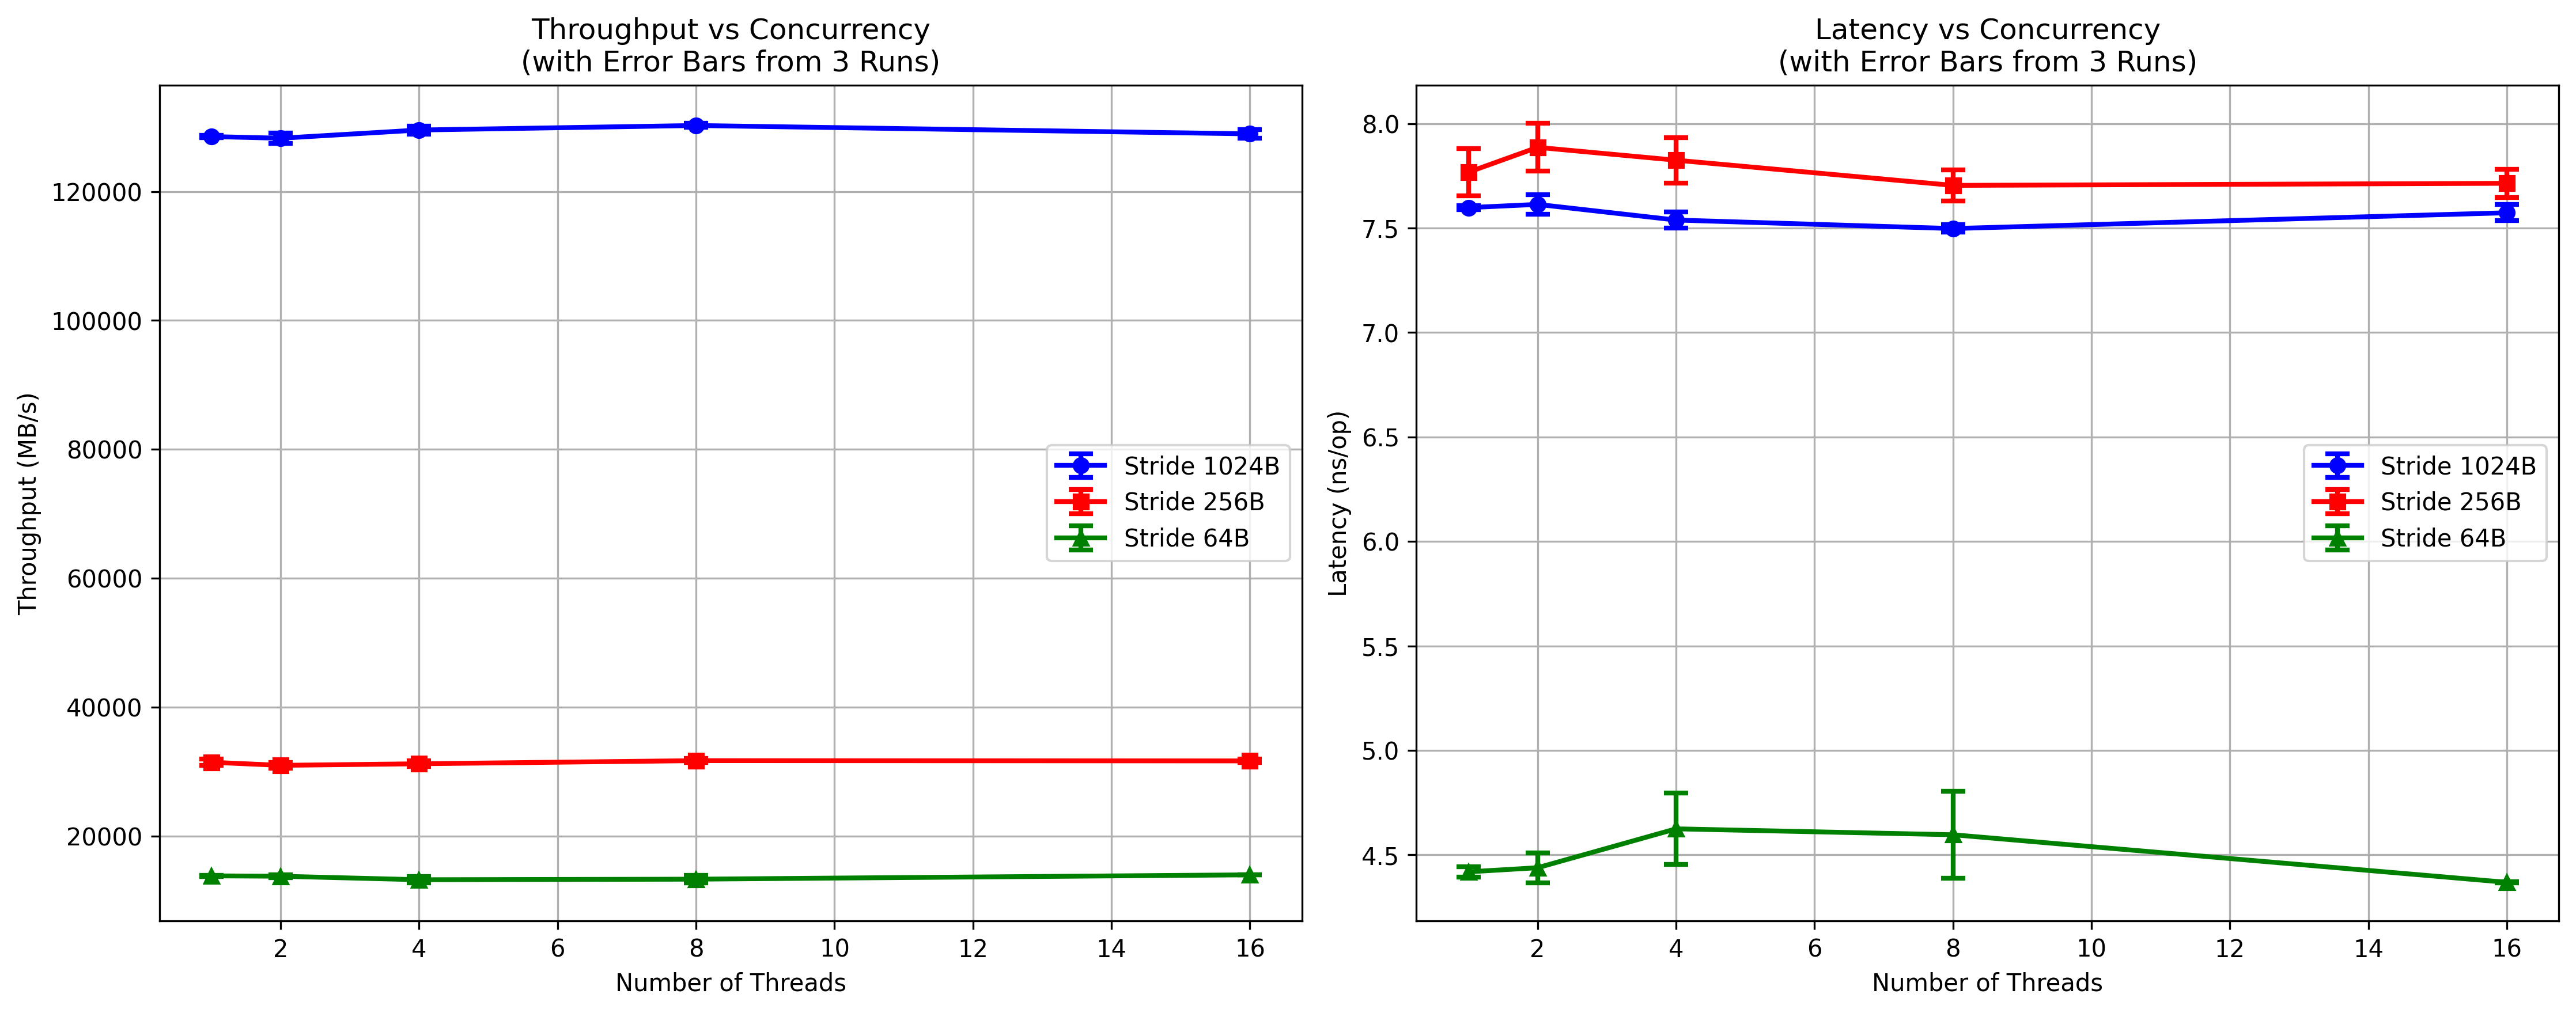 Throughput vs Concurrency
(with Error Bars from 3 Runs)
Throughput (MB/s)
120000
100000
80000
60000
40000
20000
Stride 1024B
Stride 256B
Stride 64B
2 4 6 8 10 12 14 16
Number of Threads
Latency vs Concurrency
(with Error Bars from 3 Runs)
Latency (ns/op)
8.0
7.5
7.0
6.5
6.0
5.5
5.0
4.5
Stride 1024B
Stride 256B
Stride 64B
2 4 6 8 10 12 14 16
Number of Threads